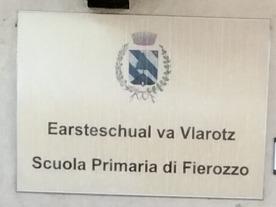 Earsteschual va Vlarotz
Scuola Primaria di Fierozzo